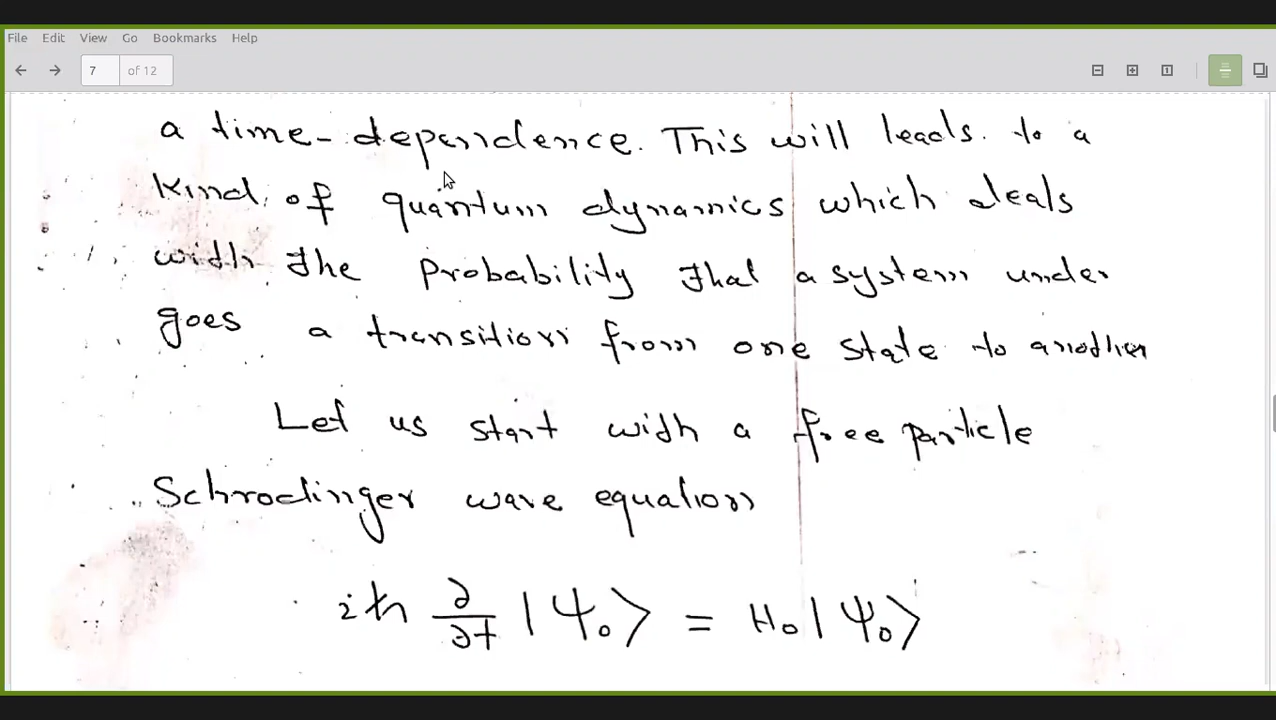 File Edit View Go Bookmarks Help
7 of 12
a time-dependence. This will leads to a
kind of quantum dynamics which deals
with the probability that a system under
goes a transition from one state to another
Let us start with a free particle
Schrodinger wave equation
iℏ ∂/∂t |Ψ₀⟩ = H₀|Ψ₀⟩